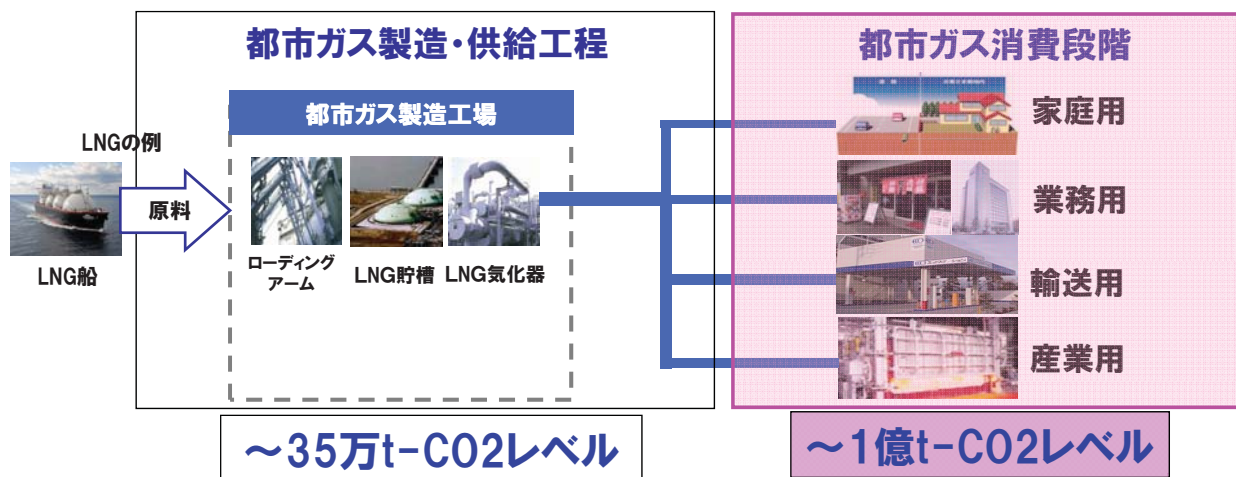 都市ガス製造・供給工程
都市ガス消費段階
都市ガス製造工場
家庭用
LNGの例
原料
業務用
LNG船
ローディング
アーム
LNG貯槽
LNG気化器
輸送用
産業用
～35万t-CO2レベル
～1億t-CO2レベル